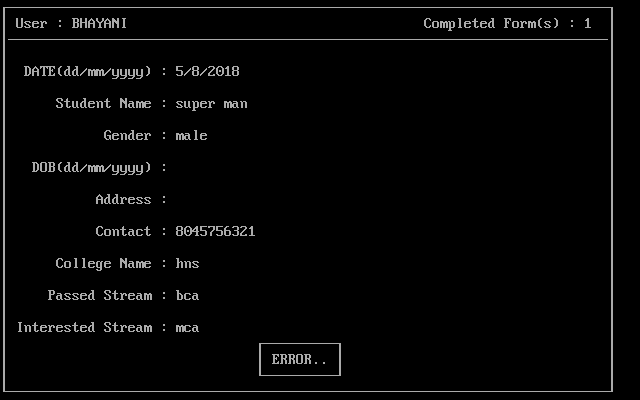 User : BHAYANI Completed Form(s) : 1
DATE(dd/mm/yyyy) : 5/8/2018
Student Name : super man
Gender : male
DOB(dd/mm/yyyy) :
Address :
Contact : 8045756321
College Name : hns
Passed Stream : bca
Interested Stream : mca
ERROR..